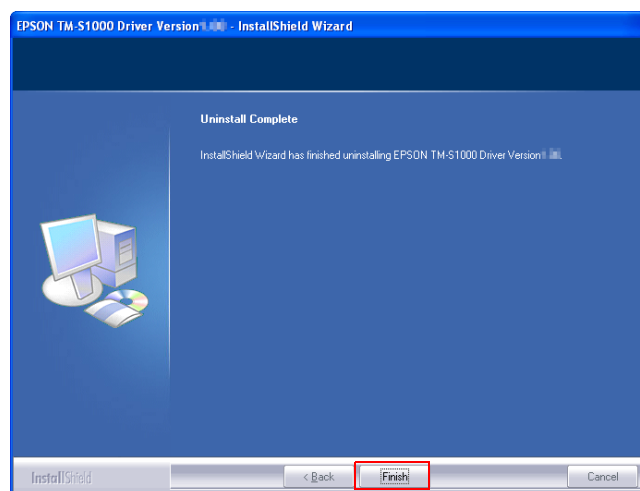 EPSON TM-S1000 Driver Version - InstallShield Wizard
Uninstall Complete
InstallShield Wizard has finished uninstalling EPSON TM-S1000 Driver Version
InstallShield
< Back
Finish
Cancel